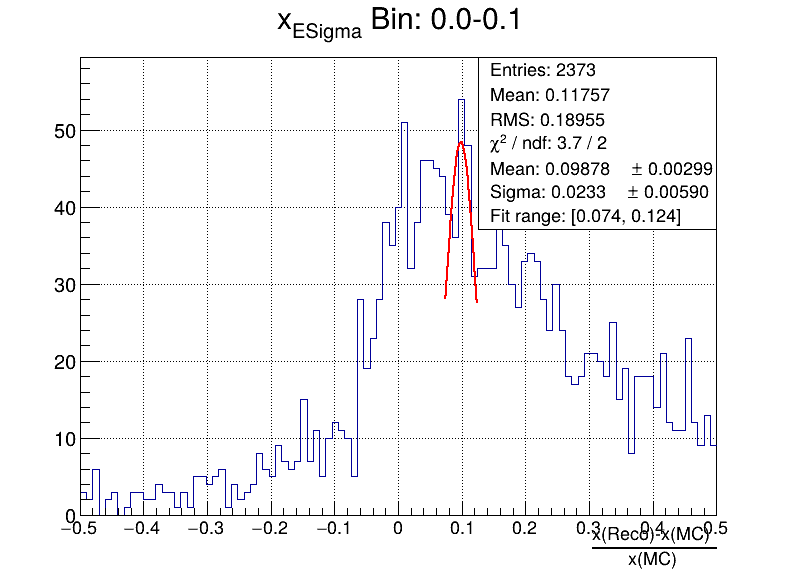 x_ESigma Bin: 0.0-0.1
Entries: 2373
Mean: 0.11757
RMS: 0.18955
χ² / ndf: 3.7 / 2
Mean: 0.09878 ± 0.00299
Sigma: 0.0233 ± 0.00590
Fit range: [0.074, 0.124]
50
40
30
20
10
0
−0.5 −0.4 −0.3 −0.2 −0.1 0 0.1 0.2 0.3 0.4 0.5
x(Reco)-x(MC)
x(MC)